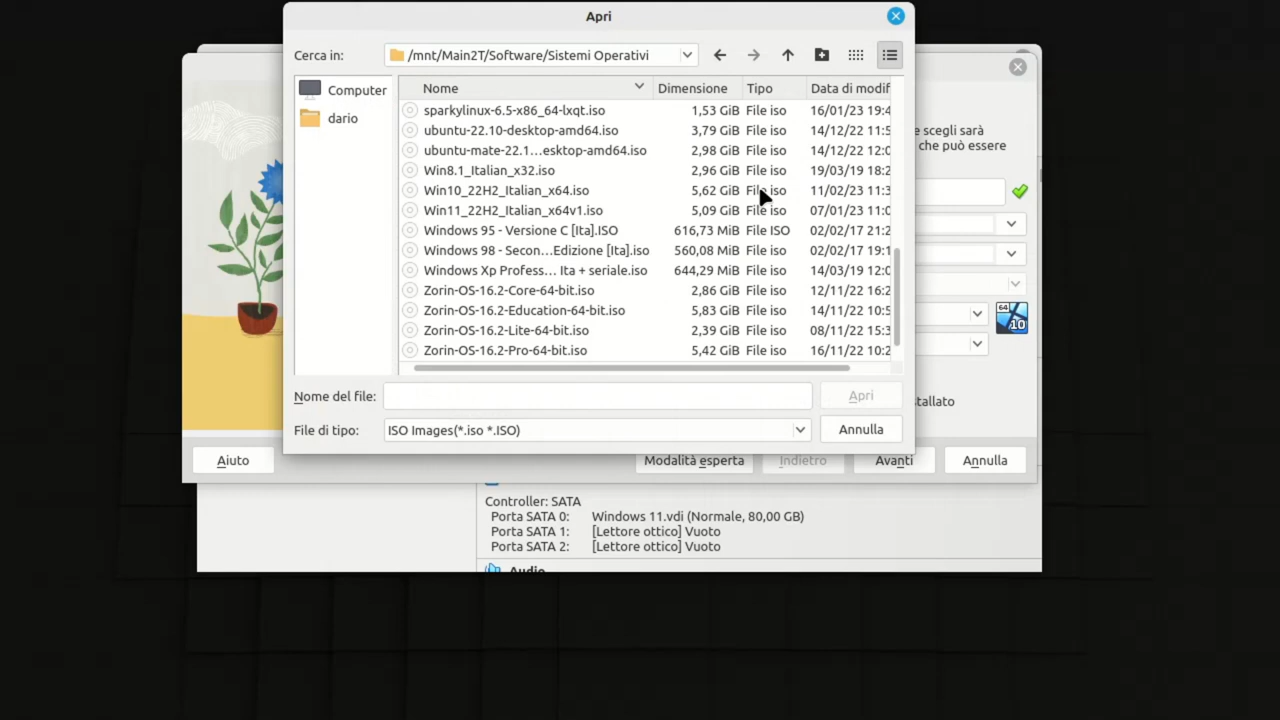 Apri
Cerca in: /mnt/Main2T/Software/Sistemi Operativi
Computer
dario
Nome Dimensione Tipo Data di modif
sparkylinux-6.5-x86_64-lxqt.iso 1,53 GiB File iso 16/01/23 19:4
ubuntu-22.10-desktop-amd64.iso 3,79 GiB File iso 14/12/22 11:5
ubuntu-mate-22.1...esktop-amd64.iso 2,98 GiB File iso 14/12/22 12:0
Win8.1_Italian_x32.iso 2,96 GiB File iso 19/03/19 18:2
Win10_22H2_Italian_x64.iso 5,62 GiB File iso 11/02/23 11:3
Win11_22H2_Italian_x64v1.iso 5,09 GiB File iso 07/01/23 11:0
Windows 95 - Versione C [Ita].ISO 616,73 MiB File ISO 02/02/17 21:2
Windows 98 - Secon...Edizione [Ita].iso 560,08 MiB File iso 02/02/17 19:1
Windows Xp Profess... Ita + seriale.iso 644,29 MiB File iso 14/03/19 12:0
Zorin-OS-16.2-Core-64-bit.iso 2,86 GiB File iso 12/11/22 16:2
Zorin-OS-16.2-Education-64-bit.iso 5,83 GiB File iso 14/11/22 10:5
Zorin-OS-16.2-Lite-64-bit.iso 2,39 GiB File iso 08/11/22 15:3
Zorin-OS-16.2-Pro-64-bit.iso 5,42 GiB File iso 16/11/22 10:2
Nome del file: Apri
File di tipo: ISO Images(*.iso *.ISO) Annulla
e scegli sarà
che può essere
64
10
tallato
Aiuto Modalità esperta Indietro Avanti Annulla
Controller: SATA
Porta SATA 0: Windows 11.vdi (Normale, 80,00 GB)
Porta SATA 1: [Lettore ottico] Vuoto
Porta SATA 2: [Lettore ottico] Vuoto
Audio